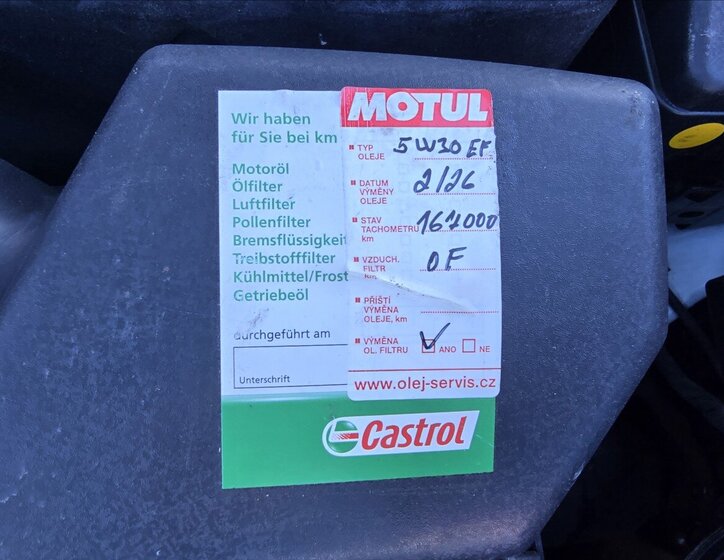 Wir haben
für Sie bei km
Motoröl
Ölfilter
Luftfilter
Pollenfilter
Bremsflüssigkeit
Treibstofffilter
Kühlmittel/Frost
Getriebeöl
durchgeführt am
Unterschrift
Castrol
MOTUL
TYP OLEJE 5W30 EF
DATUM
VÝMĚNY 2/26
OLEJE
STAV
TACHOMETRU 167000
km
VZDUCH.
FILTR OF
km
PŘÍŠTÍ
VÝMĚNA
OLEJE, km
VÝMĚNA
OL. FILTRU ANO NE
www.olej-servis.cz